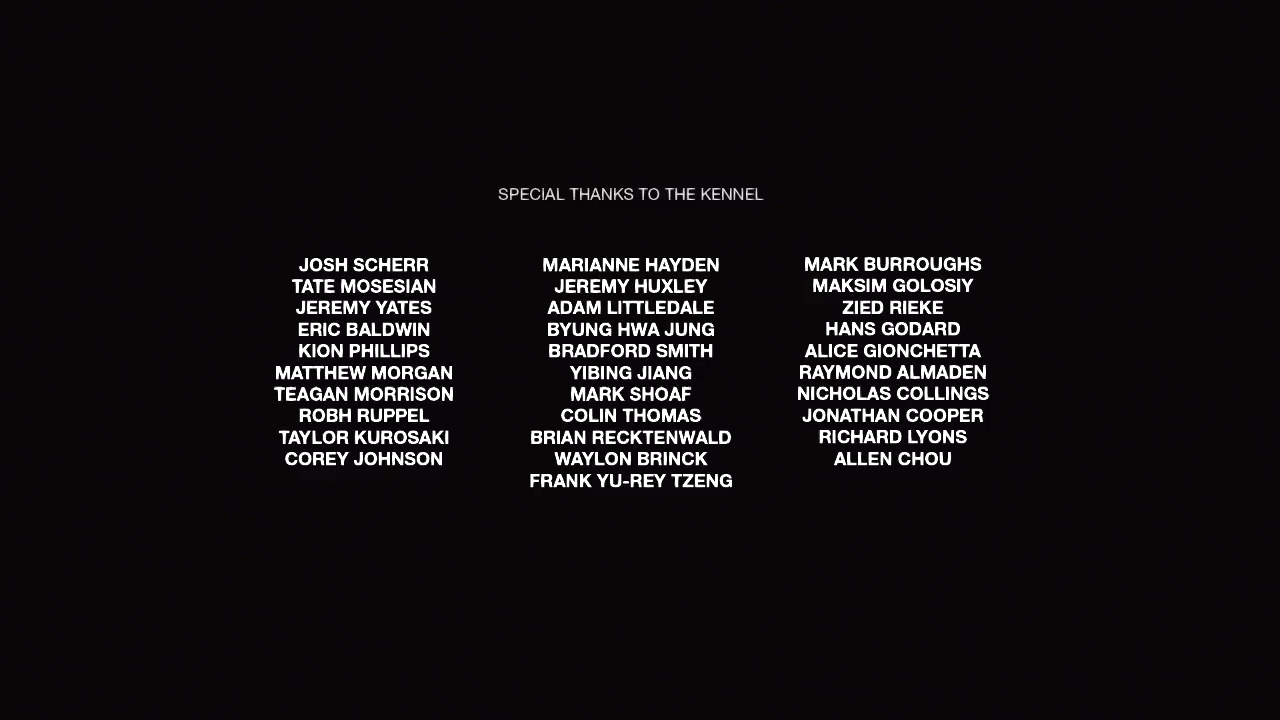 SPECIAL THANKS TO THE KENNEL
JOSH SCHERR
TATE MOSESIAN
JEREMY YATES
ERIC BALDWIN
KION PHILLIPS
MATTHEW MORGAN
TEAGAN MORRISON
ROBH RUPPEL
TAYLOR KUROSAKI
COREY JOHNSON
MARIANNE HAYDEN
JEREMY HUXLEY
ADAM LITTLEDALE
BYUNG HWA JUNG
BRADFORD SMITH
YIBING JIANG
MARK SHOAF
COLIN THOMAS
BRIAN RECKTENWALD
WAYLON BRINCK
FRANK YU-REY TZENG
MARK BURROUGHS
MAKSIM GOLOSIY
ZIED RIEKE
HANS GODARD
ALICE GIONCHETTA
RAYMOND ALMADEN
NICHOLAS COLLINGS
JONATHAN COOPER
RICHARD LYONS
ALLEN CHOU